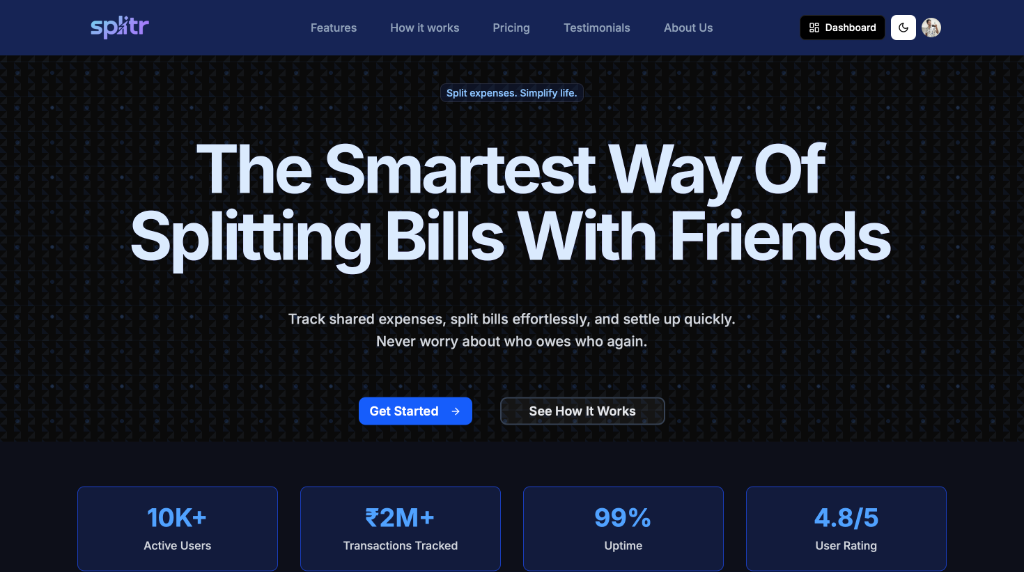 splitr
Features
How it works
Pricing
Testimonials
About Us
Dashboard
Split expenses. Simplify life.
The Smartest Way Of
Splitting Bills With Friends
Track shared expenses, split bills effortlessly, and settle up quickly.
Never worry about who owes who again.
Get Started
See How It Works
10K+
Active Users
₹2M+
Transactions Tracked
99%
Uptime
4.8/5
User Rating